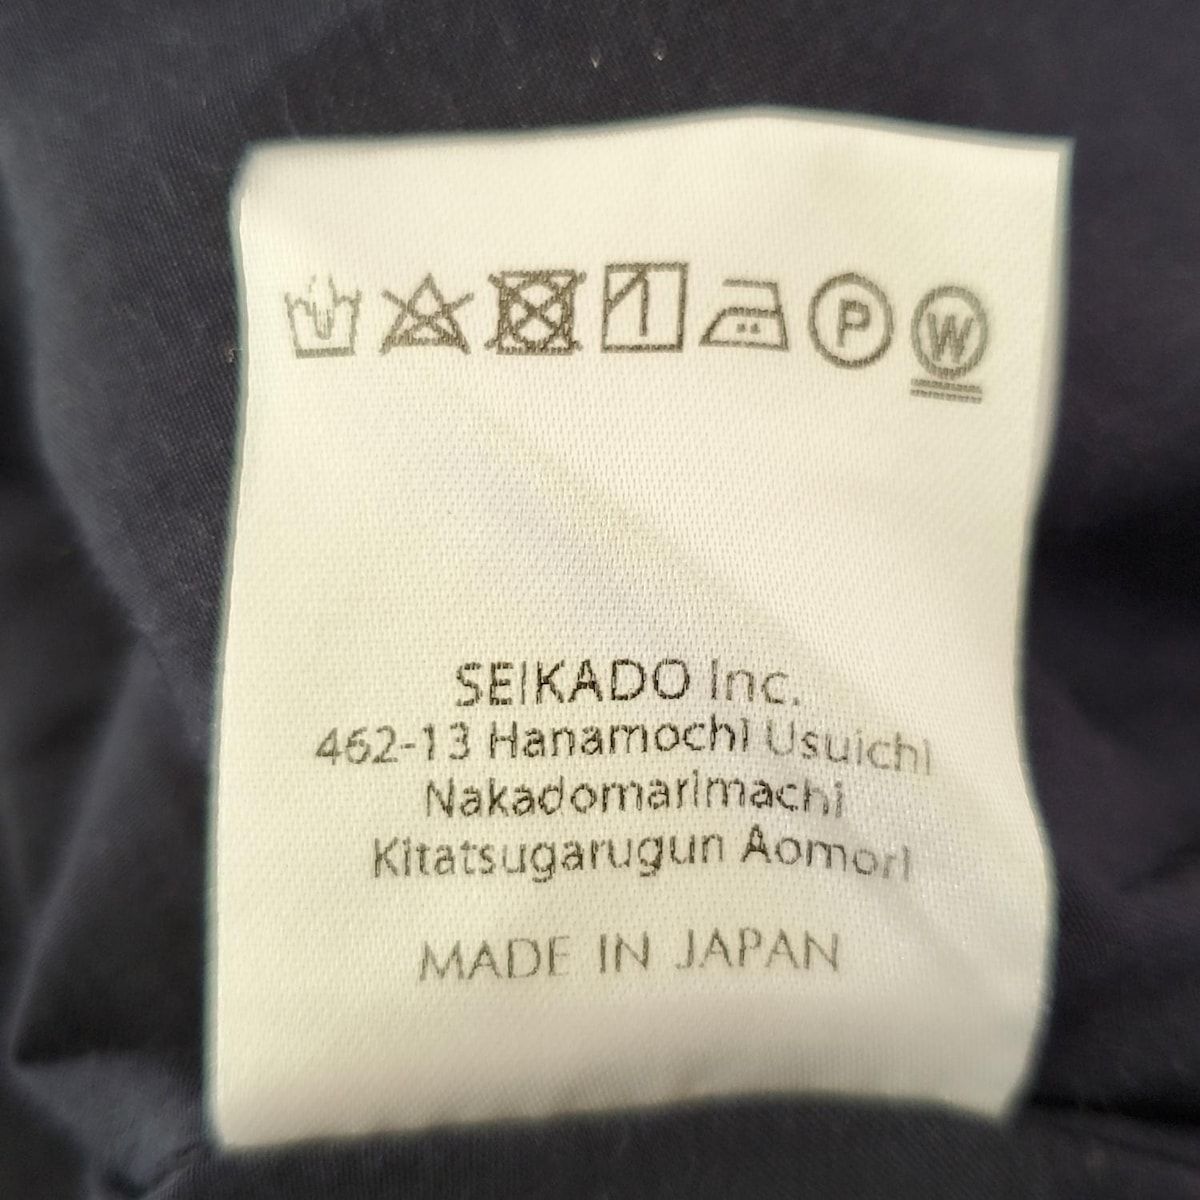 P W
SEIKADO Inc.
462-13 Hanamochi Usuichi
Nakadomarimachi
Kitatsugarugun Aomori
MADE IN JAPAN